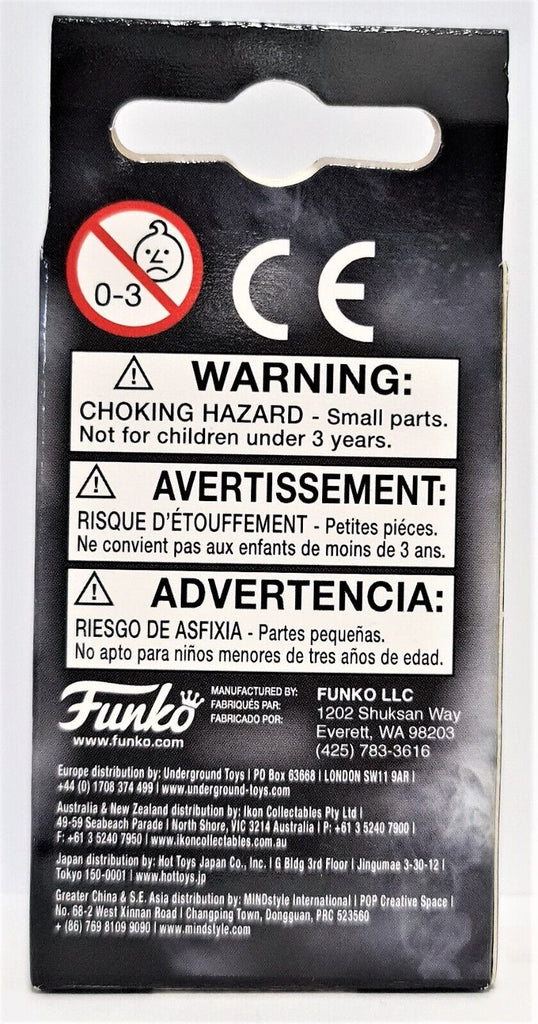 0-3
CE
WARNING:
CHOKING HAZARD - Small parts.
Not for children under 3 years.
AVERTISSEMENT:
RISQUE D'ÉTOUFFEMENT - Petites piéces.
Ne convient pas aux enfants de moins de 3 ans.
ADVERTENCIA:
RIESGO DE ASFIXIA - Partes pequeñas.
No apto para niños menores de tres años de edad.
Funko
www.funko.com
MANUFACTURED BY:
FABRIQUÉS PAR:
FABRICADO POR:
FUNKO LLC
1202 Shuksan Way
Everett, WA 98203
(425) 783-3616
Europe distribution by: Underground Toys | PO Box 63668 | LONDON SW11 9AR |
+44 (0) 1708 374 499 | www.underground-toys.com
Australia & New Zealand distribution by: Ikon Collectables Pty Ltd |
49-59 Seabeach Parade | North Shore, VIC 3214 Australia | P: +61 3 5240 7900 |
F: +61 3 5240 7950 | www.ikoncollectables.com.au
Japan distribution by: Hot Toys Japan Co., Inc. | G Bldg 3rd Floor | Jingumae 3-30-12 |
Tokyo 150-0001 | www.hottoys.jp
Greater China & S.E. Asia distribution by: MINDstyle International | POP Creative Space |
No. 68-2 West Xinnan Road | Changping Town, Dongguan, PRC 523560
+ (86) 769 8109 9090 | www.mindstyle.com